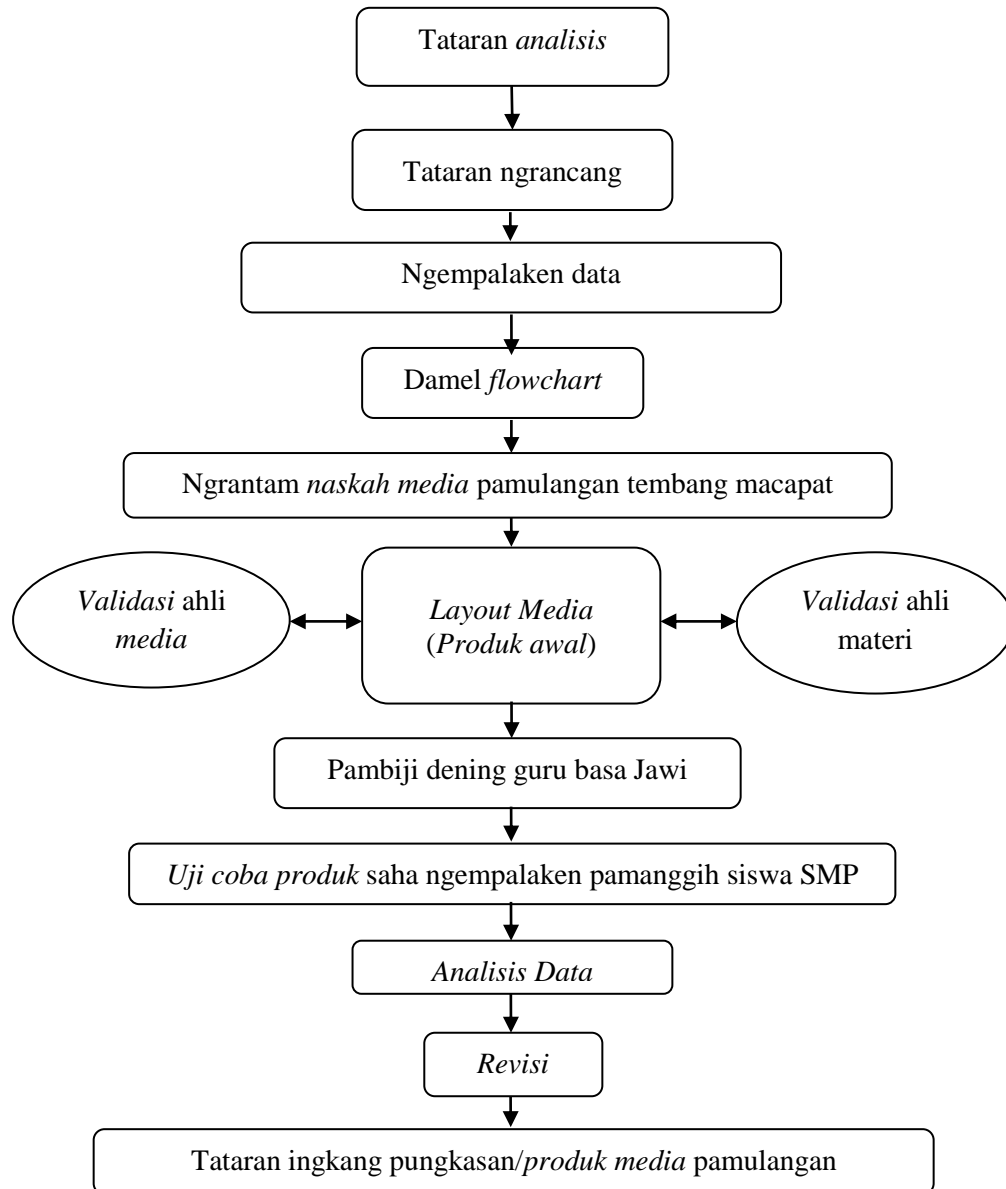 Tataran analisis
Tataran ngrancang
Ngempalaken data
Damel flowchart
Ngrantam naskah media pamulangan tembang macapat
Validasi ahli
media
Layout Media
(Produk awal)
Validasi ahli
materi
Pambiji dening guru basa Jawi
Uji coba produk saha ngempalaken pamanggih siswa SMP
Analisis Data
Revisi
Tataran ingkang pungkasan/produk media pamulangan